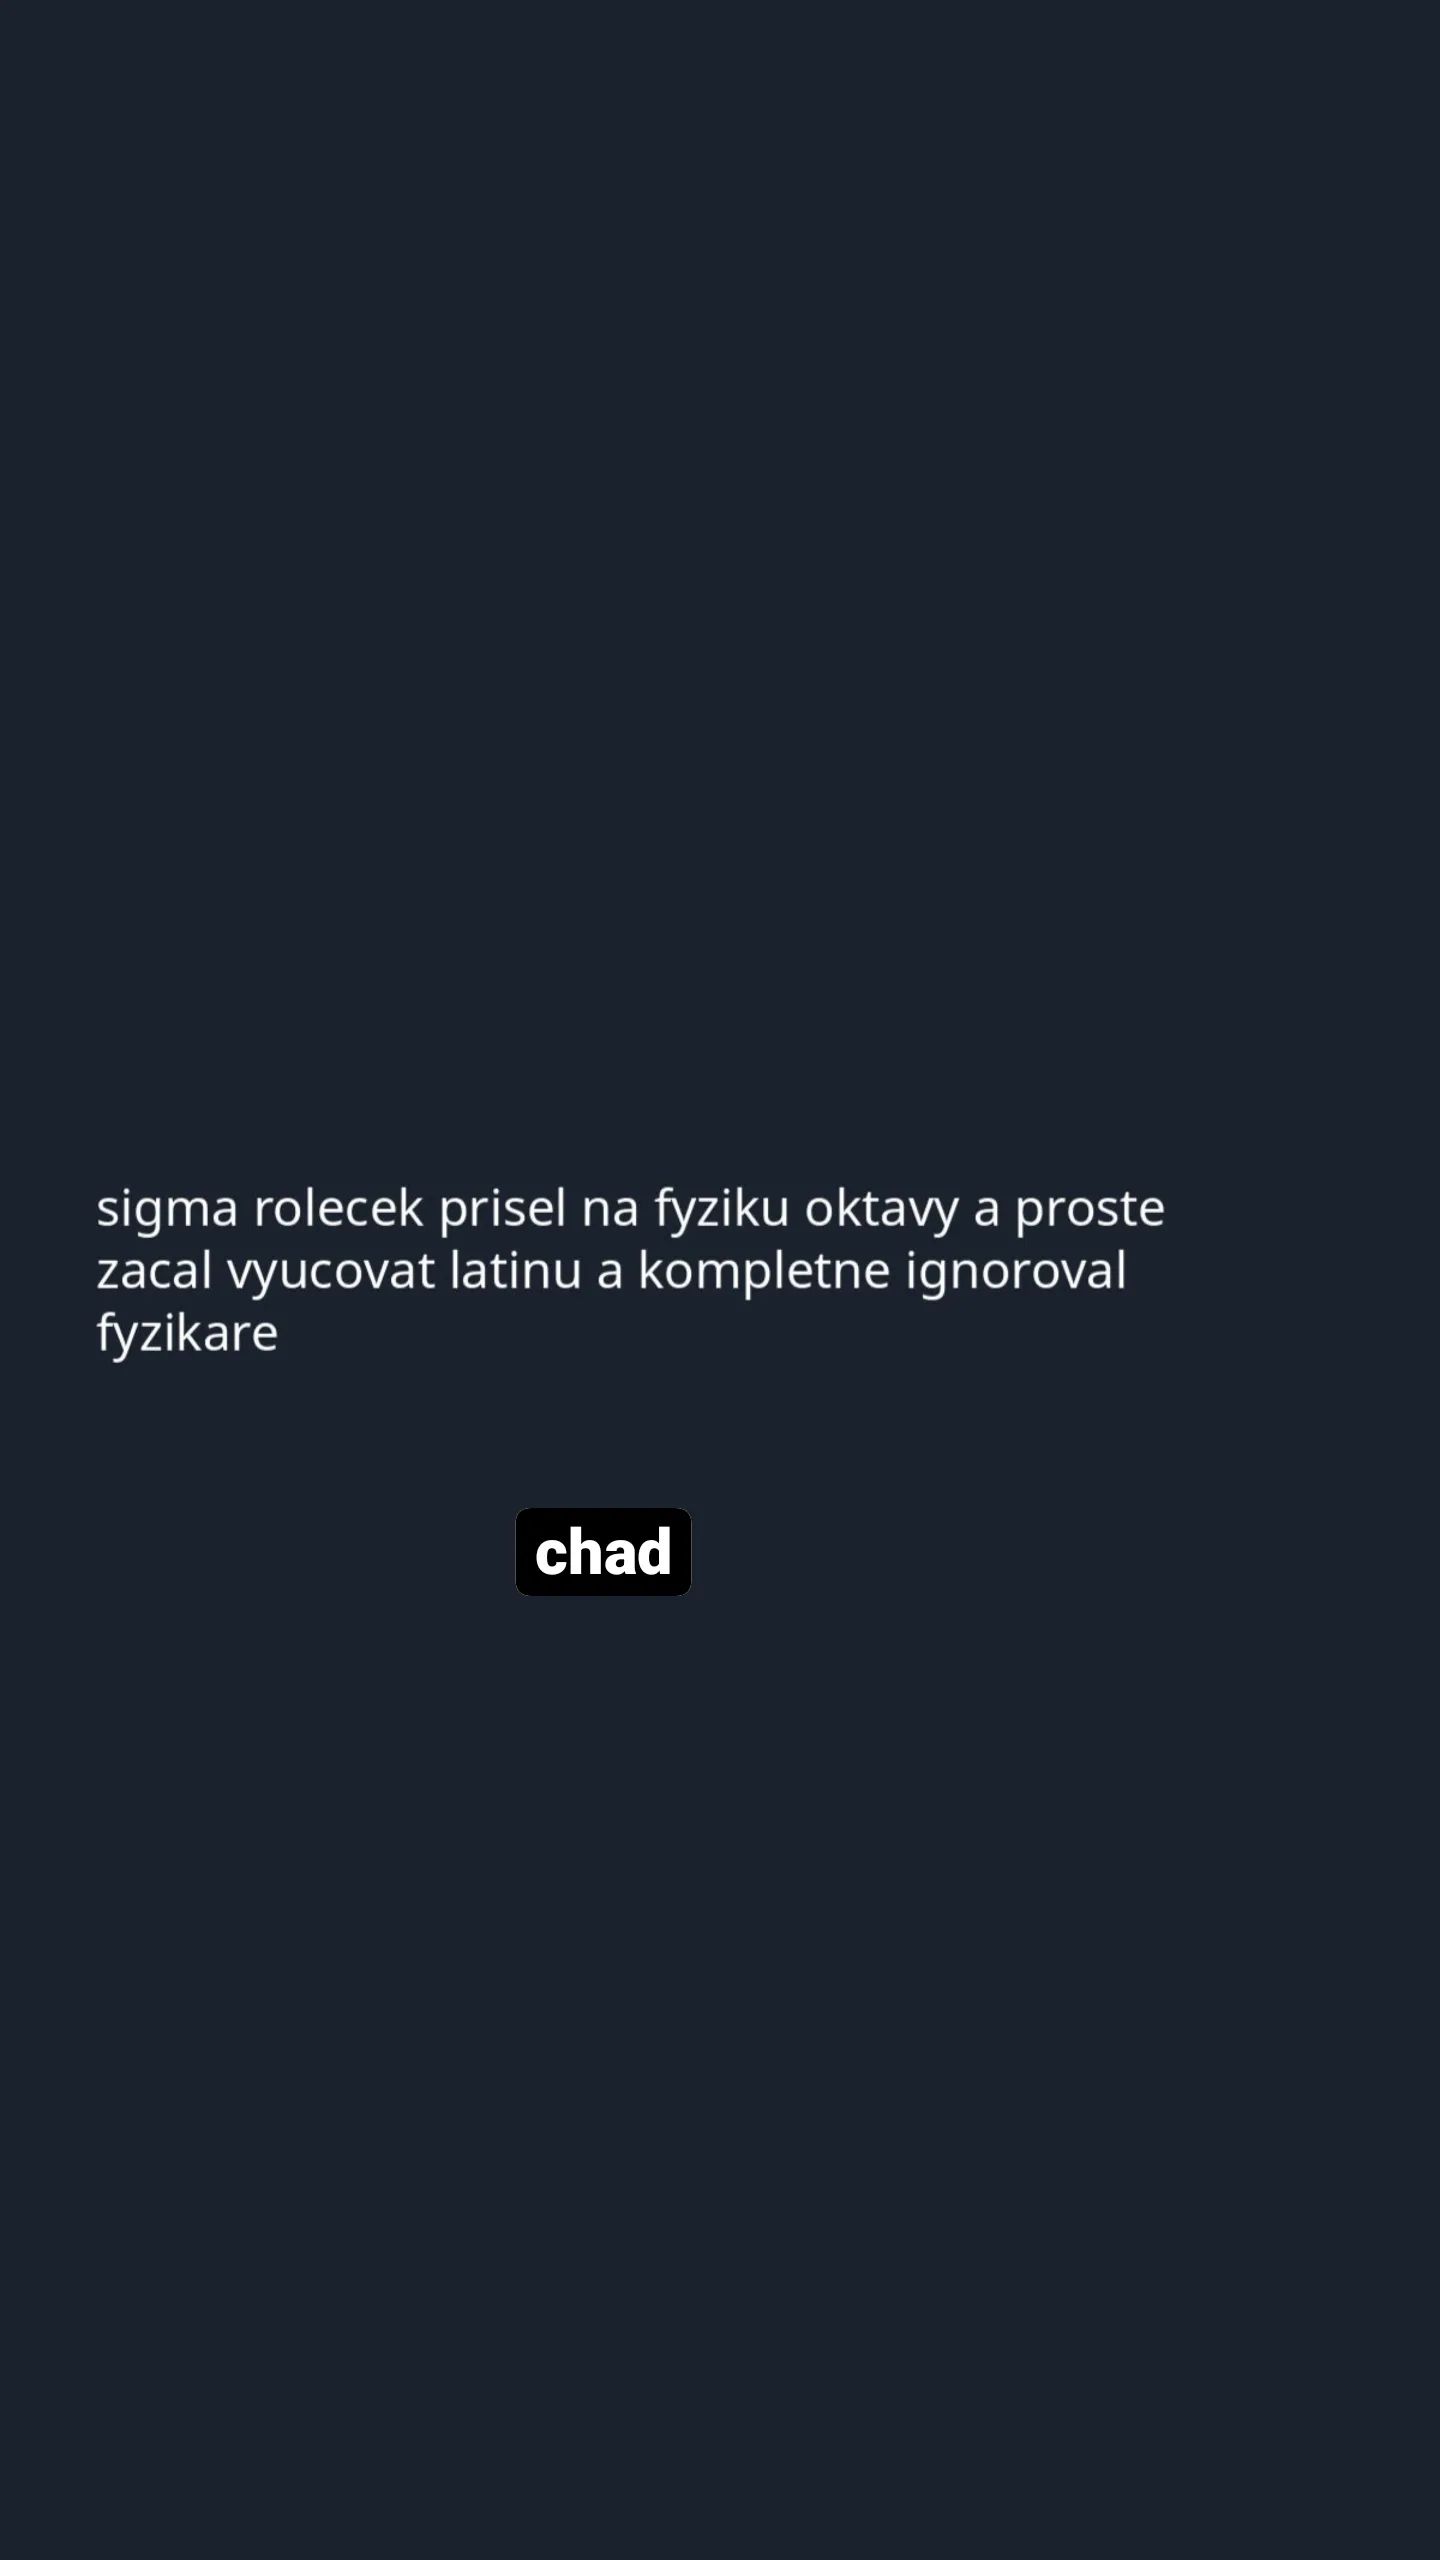 sigma rolecek prisel na fyziku oktavy a proste
zacal vyucovat latinu a kompletne ignoroval
fyzikare
chad